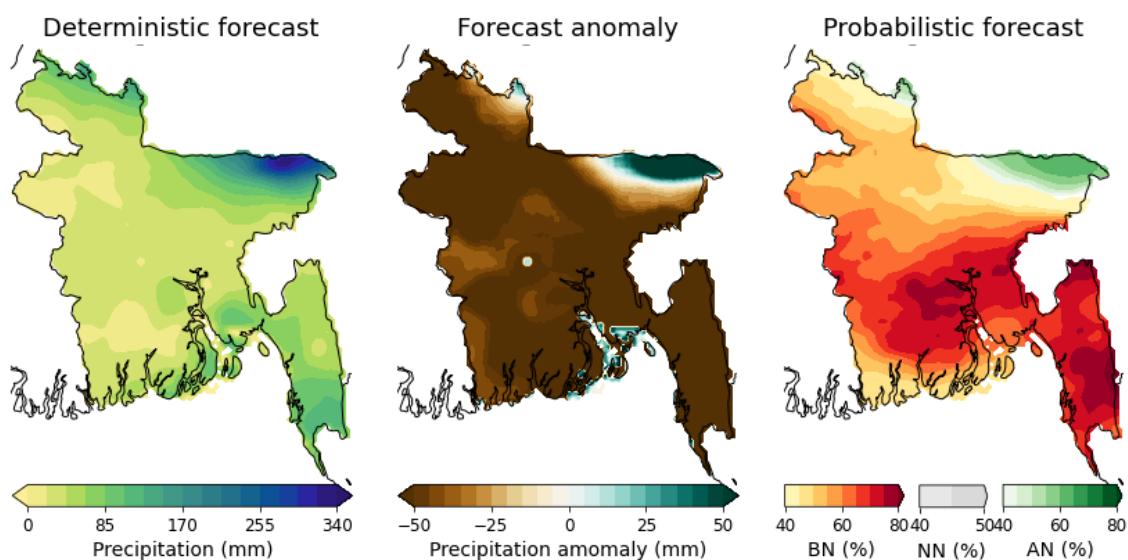 Deterministic forecast
Forecast anomaly
Probabilistic forecast
0 85 170 255 340
Precipitation (mm)
−50 −25 0 25 50
Precipitation amomaly (mm)
40 60 80
BN (%)
40 50
NN (%)
40 60 80
AN (%)